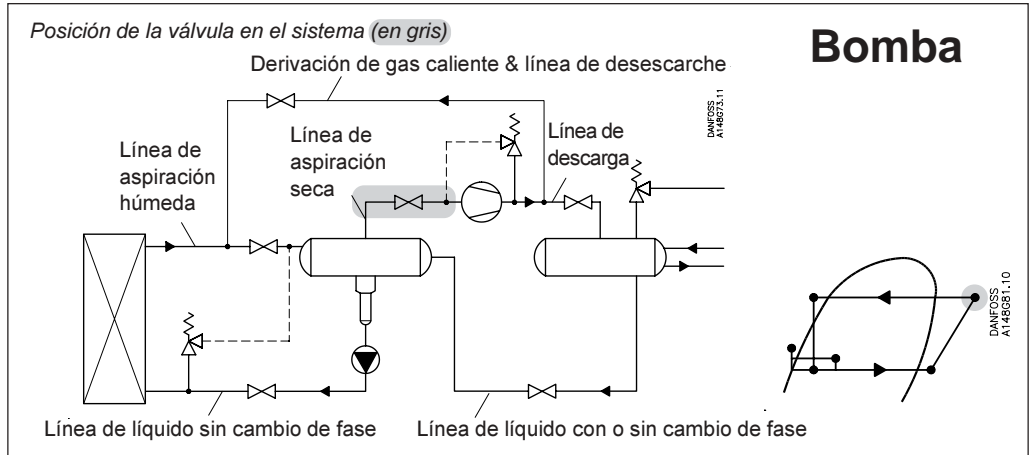 Posición de la válvula en el sistema (en gris)
Bomba
Derivación de gas caliente & línea de desescarche
DANFOSS
A148G73.11
Línea de
aspiración
seca
Línea de
descarga
Línea de
aspiración
húmeda
DANFOSS
A148G81.10
Línea de líquido sin cambio de fase
Línea de líquido con o sin cambio de fase